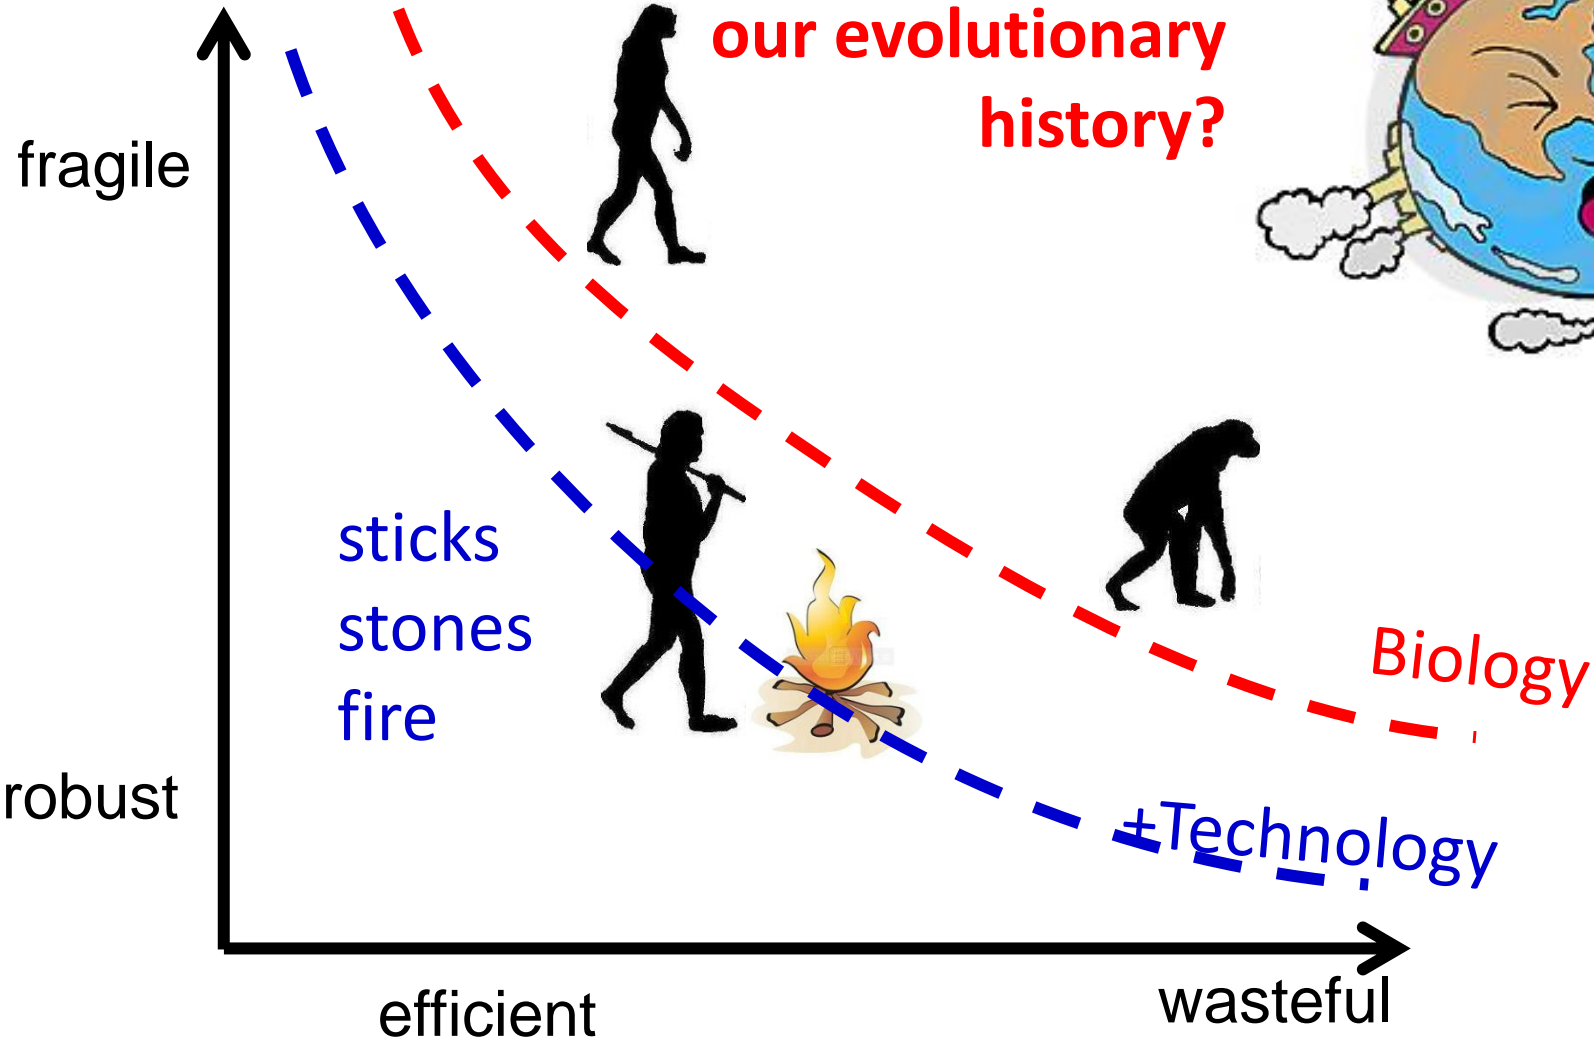 our evolutionary
history?
fragile
sticks
stones
fire
Biology
robust
+Technology
efficient
wasteful